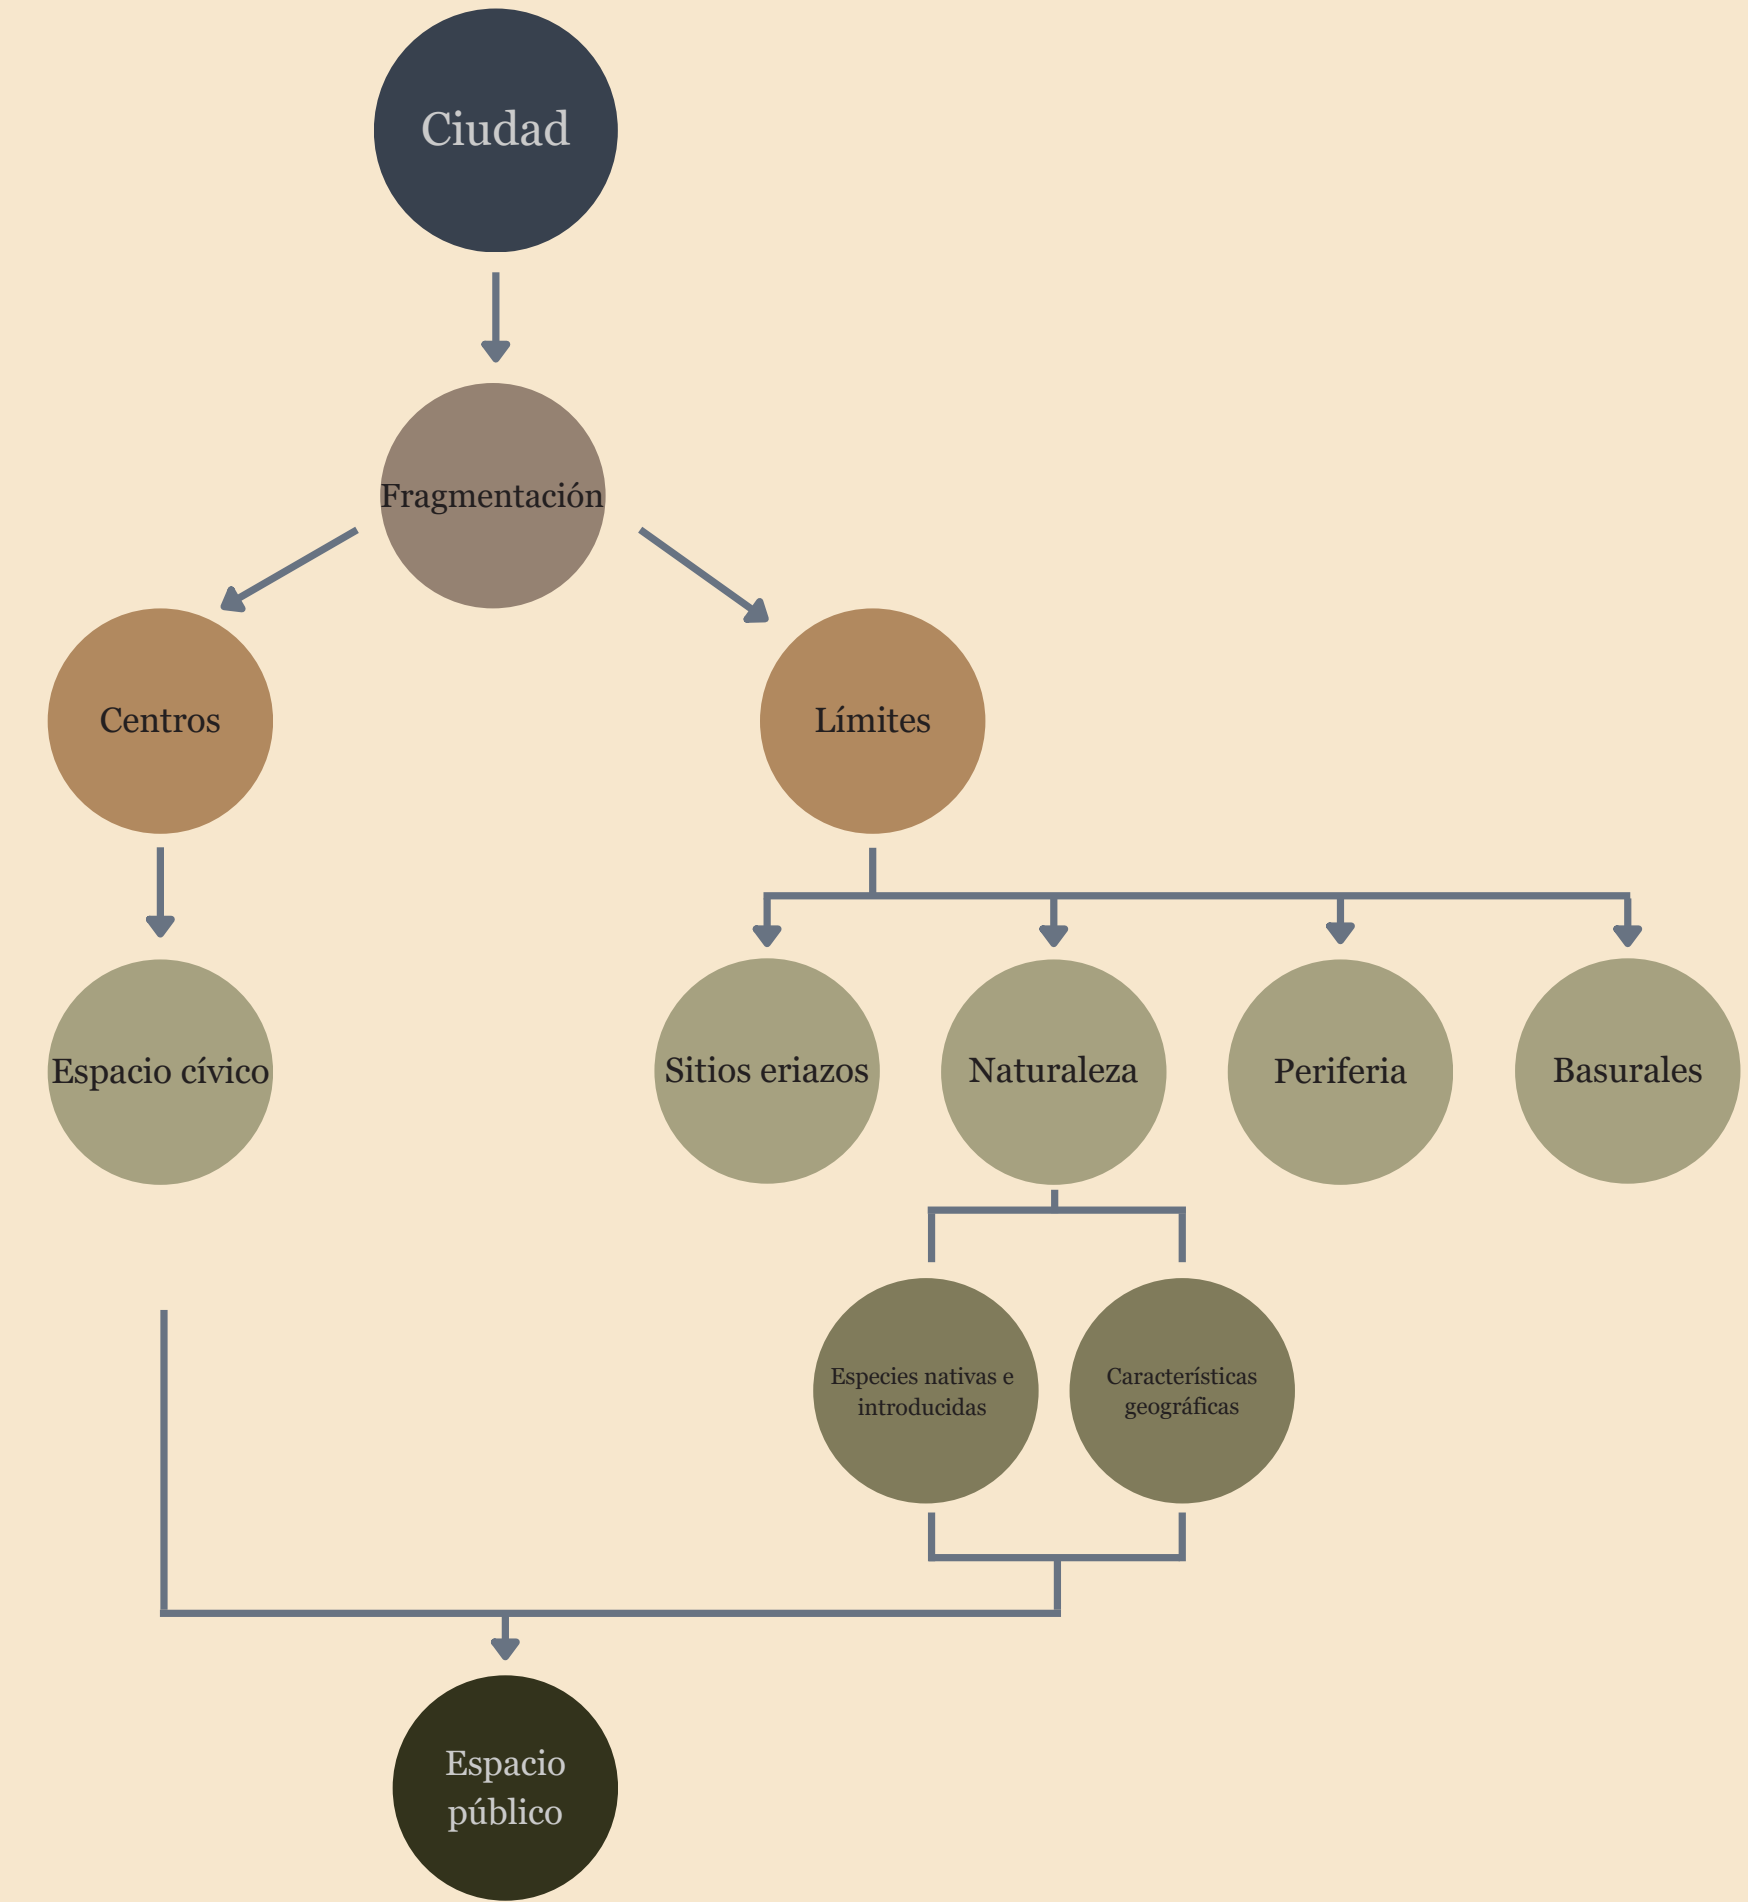 Ciudad
Fragmentación
Centros
Límites
Espacio cívico
Sitios eriazos
Naturaleza
Periferia
Basurales
Especies nativas e
introducidas
Características
geográficas
Espacio
público